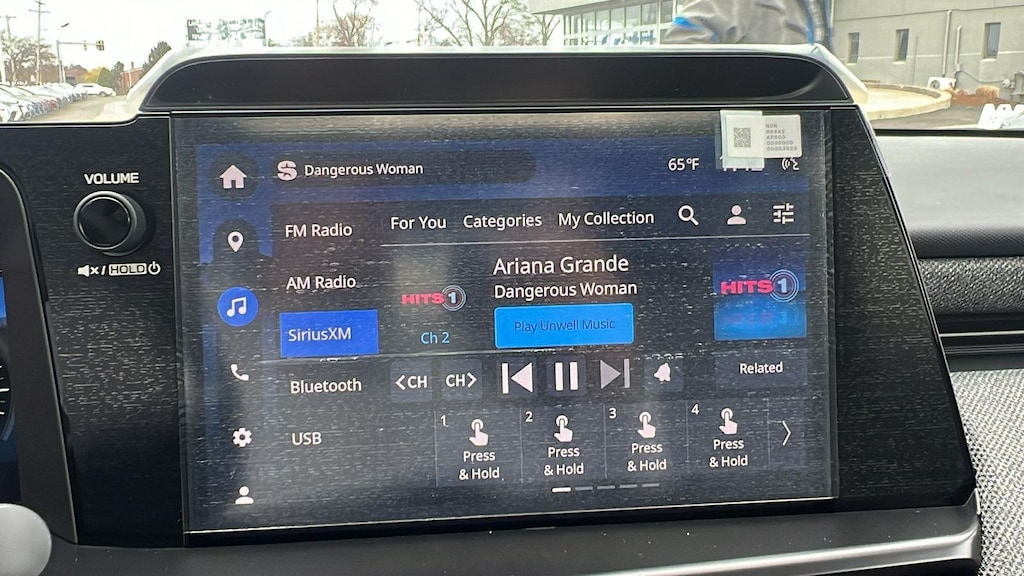 VOLUME
/ HOLD
Dangerous Woman
65°F
FM Radio
For You Categories My Collection
AM Radio
HITS 1
Ariana Grande
Dangerous Woman
HITS 1
SiriusXM
Ch 2
Play Unwell Music
Bluetooth
<CH
CH>
Related
USB
1
Press
& Hold
2
Press
& Hold
3
Press
& Hold
4
Press
& Hold